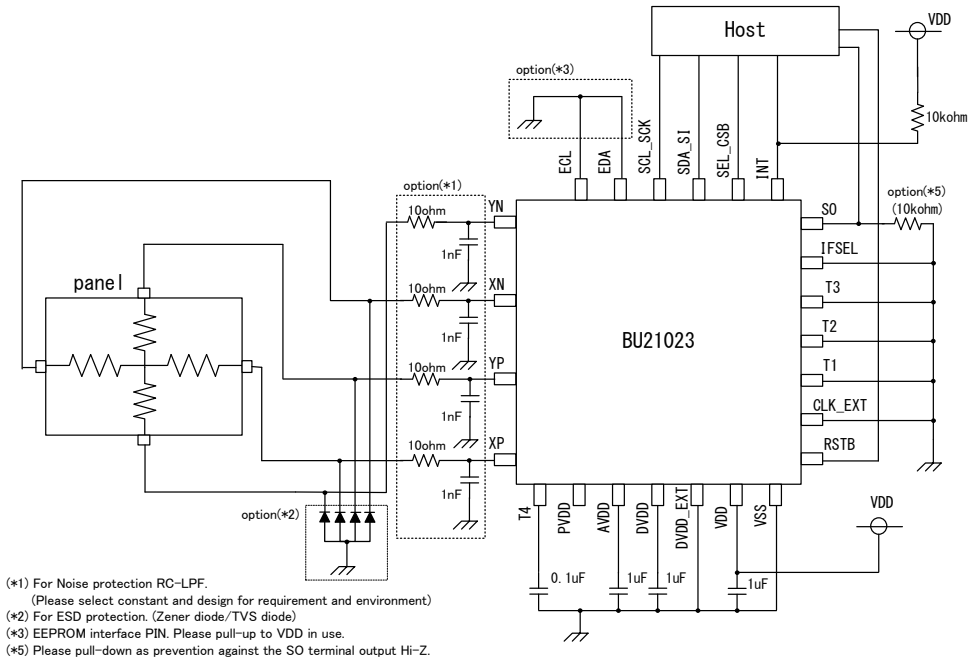 Host
VDD
option(*3)
10kohm
ECL
EDA
SCL_SCK
SDA_SI
SEL_CSB
INT
option(*1)
option(*5)
(10kohm)
10ohm
YN
1nF
SO
IFSEL
panel
10ohm
XN
1nF
T3
BU21023
T2
10ohm
YP
1nF
T1
CLK_EXT
10ohm
XP
1nF
RSTB
option(*2)
T4
PVDD
AVDD
DVDD
DVDD_EXT
VDD
VSS
VDD
0.1uF
1uF
1uF
1uF
(*1) For Noise protection RC-LPF.
(Please select constant and design for requirement and environment)
(*2) For ESD protection. (Zener diode/TVS diode)
(*3) EEPROM interface PIN. Please pull-up to VDD in use.
(*5) Please pull-down as prevention against the SO terminal output Hi-Z.